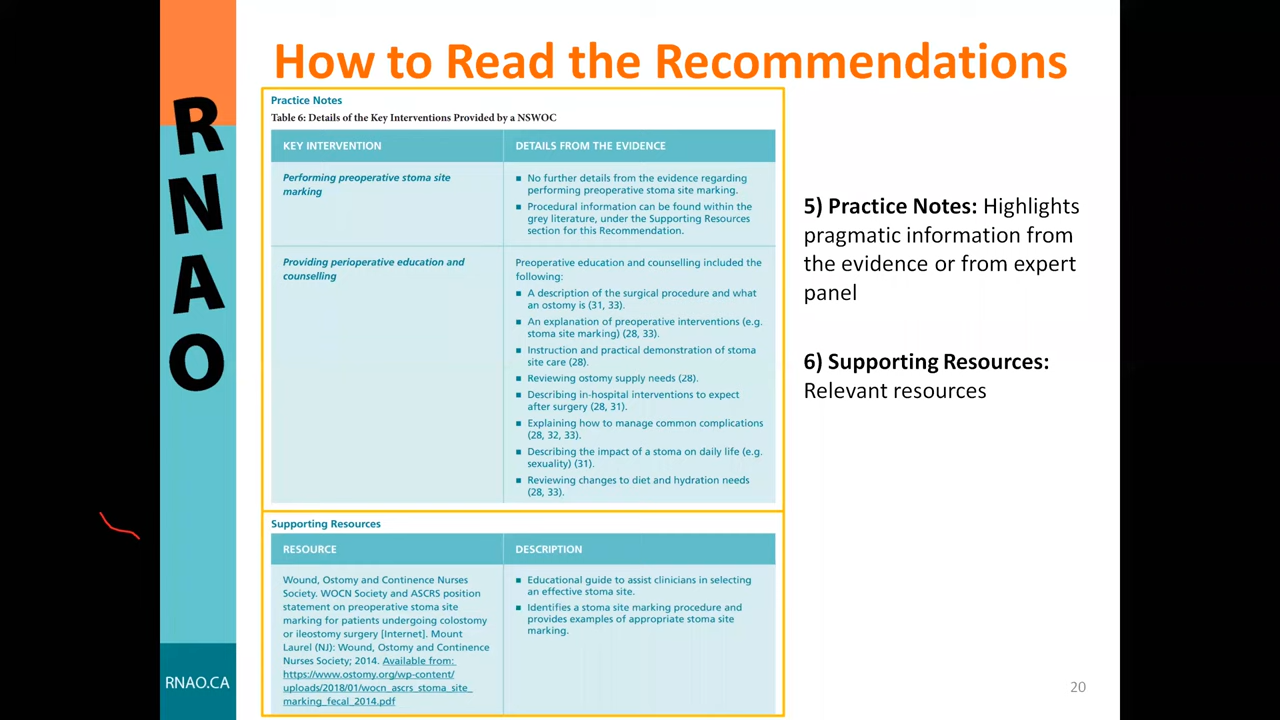 How to Read the Recommendations
RNAO
Practice Notes
Table 6: Details of the Key Interventions Provided by a NSWOC
KEY INTERVENTION
DETAILS FROM THE EVIDENCE
Performing preoperative stoma site
marking
■ No further details from the evidence regarding
performing preoperative stoma site marking.
■ Procedural information can be found within the
grey literature, under the Supporting Resources
section for this Recommendation.
Providing perioperative education and
counselling
Preoperative education and counselling included the
following:
■ A description of the surgical procedure and what
an ostomy is (31, 33).
■ An explanation of preoperative interventions (e.g.
stoma site marking) (28, 33).
■ Instruction and practical demonstration of stoma
site care (28).
■ Reviewing ostomy supply needs (28).
■ Describing in-hospital interventions to expect
after surgery (28, 31).
■ Explaining how to manage common complications
(28, 32, 33).
■ Describing the impact of a stoma on daily life (e.g.
sexuality) (31).
■ Reviewing changes to diet and hydration needs
(28, 33).
Supporting Resources
RESOURCE
DESCRIPTION
Wound, Ostomy and Continence Nurses
Society. WOCN Society and ASCRS position
statement on preoperative stoma site
marking for patients undergoing colostomy
or ileostomy surgery [Internet]. Mount
Laurel (NJ): Wound, Ostomy and Continence
Nurses Society; 2014. Available from:
https://www.ostomy.org/wp-content/
uploads/2018/01/wocn_ascrs_stoma_site_
marking_fecal_2014.pdf
■ Educational guide to assist clinicians in selecting
an effective stoma site.
■ Identifies a stoma site marking procedure and
provides examples of appropriate stoma site
marking.
5) Practice Notes: Highlights
pragmatic information from
the evidence or from expert
panel
6) Supporting Resources:
Relevant resources
RNAO.CA
20